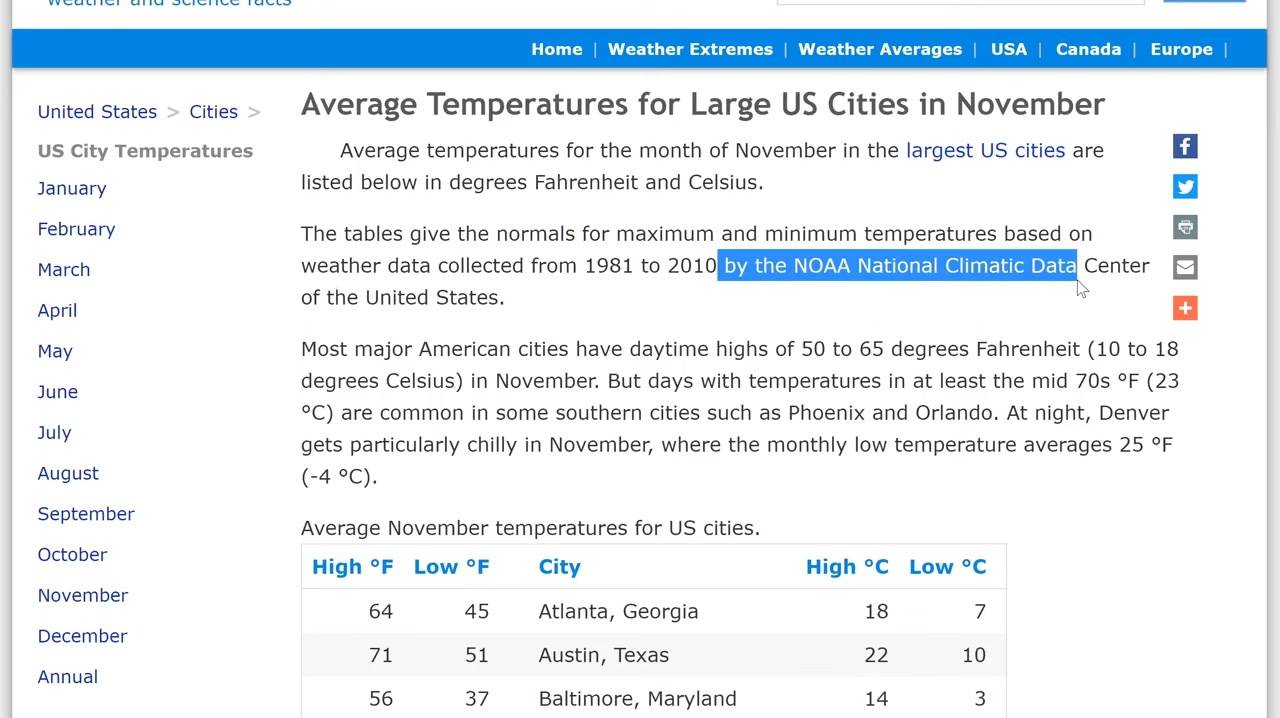 weather and science facts
Home | Weather Extremes | Weather Averages | USA | Canada | Europe |
United States > Cities >
US City Temperatures
January
February
March
April
May
June
July
August
September
October
November
December
Annual
Average Temperatures for Large US Cities in November
Average temperatures for the month of November in the largest US cities are
listed below in degrees Fahrenheit and Celsius.
The tables give the normals for maximum and minimum temperatures based on
weather data collected from 1981 to 2010 by the NOAA National Climatic Data Center
of the United States.
Most major American cities have daytime highs of 50 to 65 degrees Fahrenheit (10 to 18
degrees Celsius) in November. But days with temperatures in at least the mid 70s °F (23
°C) are common in some southern cities such as Phoenix and Orlando. At night, Denver
gets particularly chilly in November, where the monthly low temperature averages 25 °F
(-4 °C).
Average November temperatures for US cities.
High °F Low °F City High °C Low °C
64 45 Atlanta, Georgia 18 7
71 51 Austin, Texas 22 10
56 37 Baltimore, Maryland 14 3